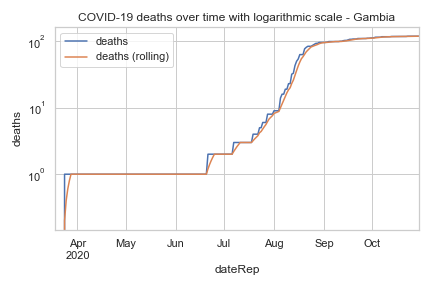 COVID-19 deaths over time with logarithmic scale - Gambia
deaths
deaths (rolling)
10²
10¹
10⁰
deaths
Apr May Jun Jul Aug Sep Oct
2020
dateRep